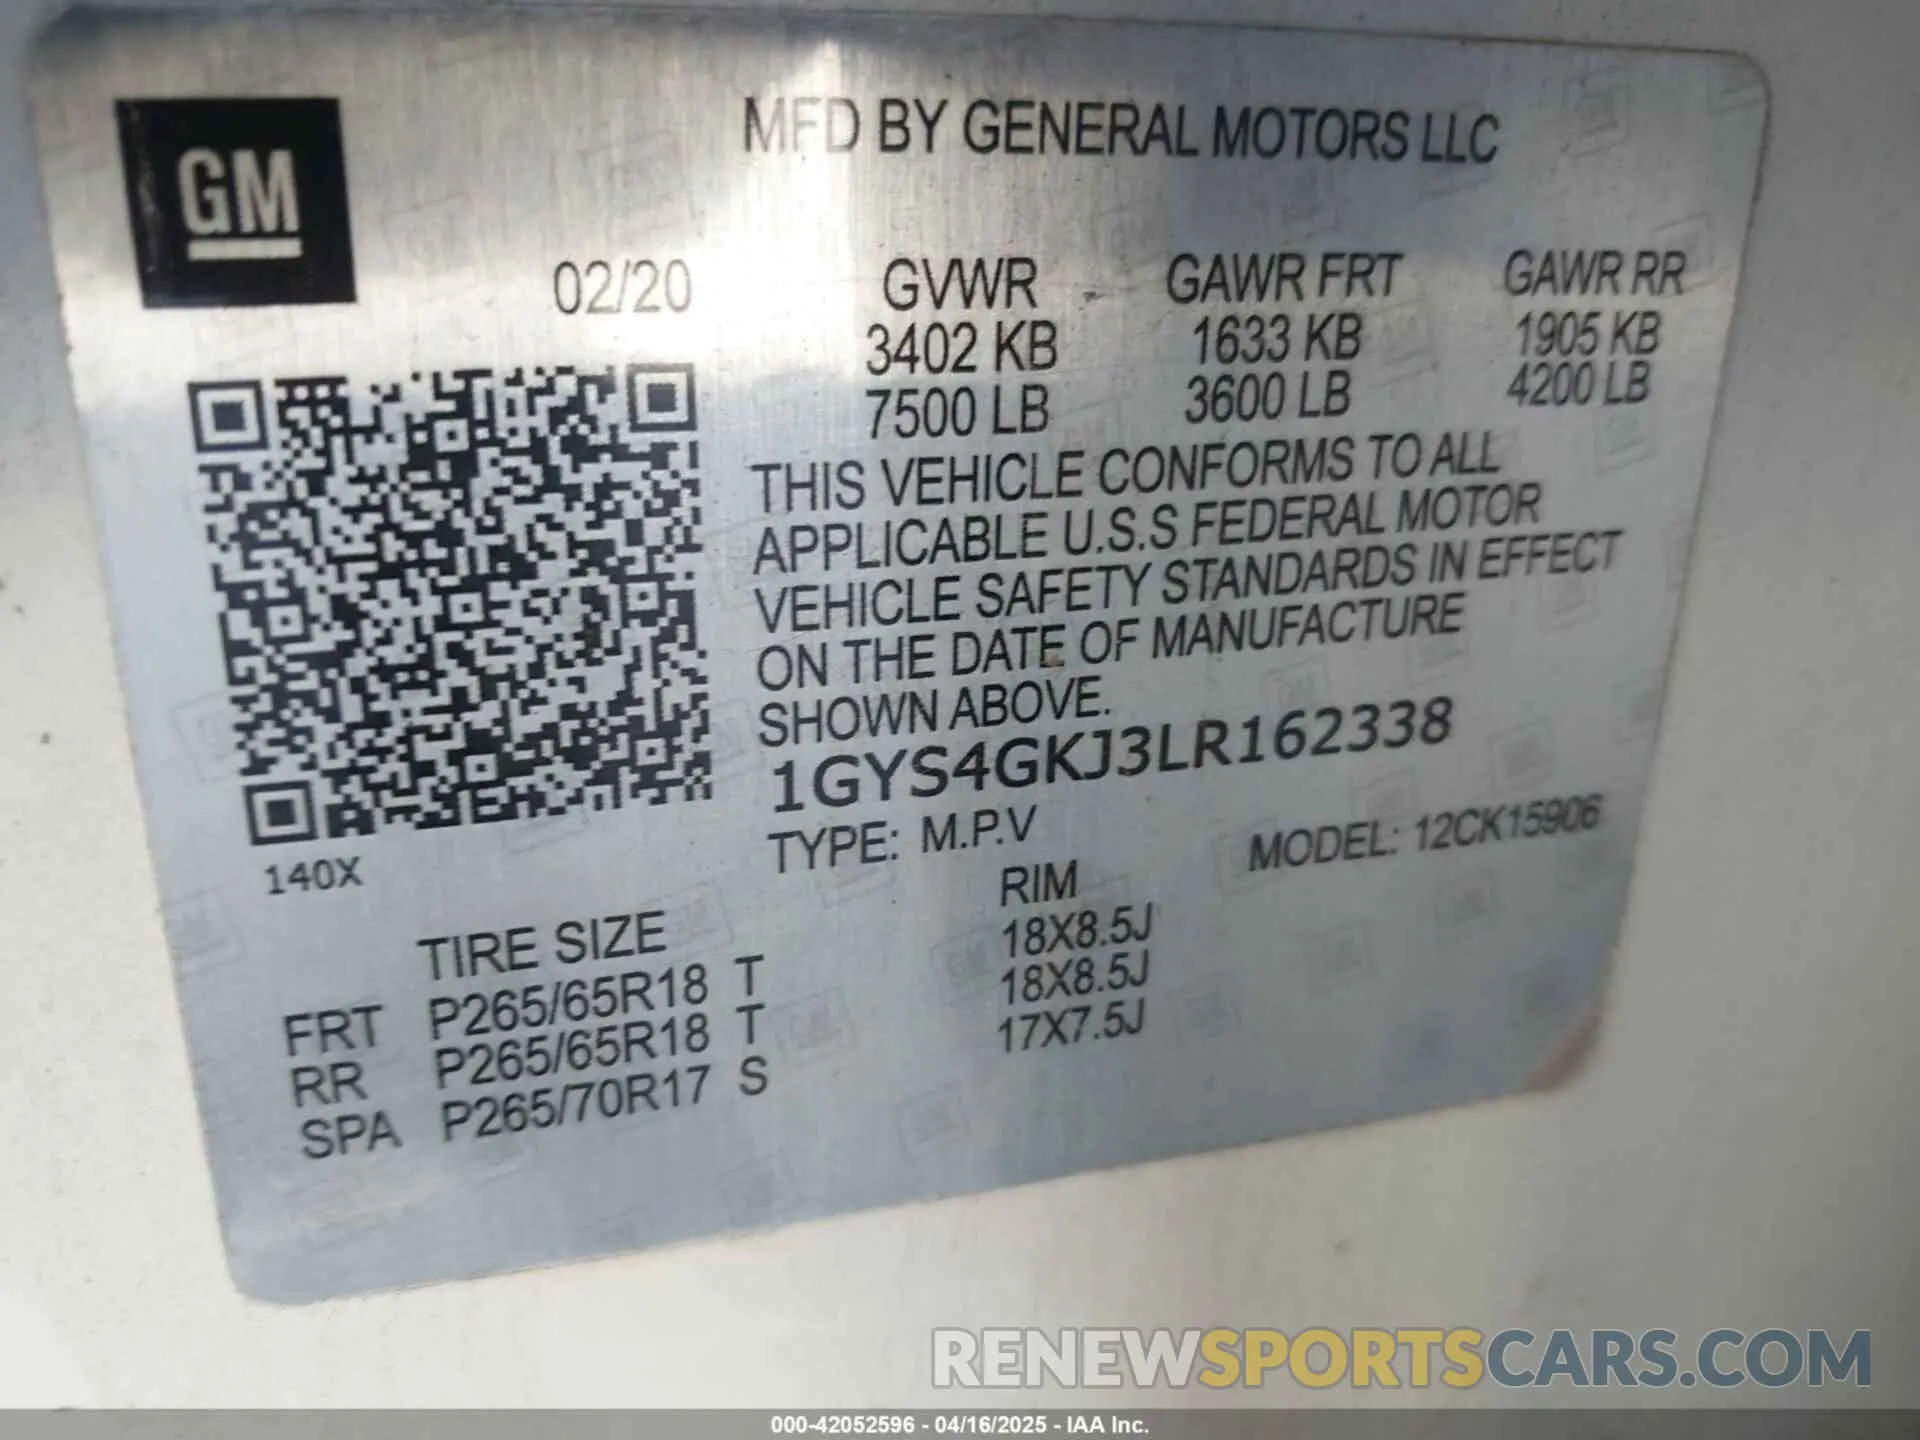 GM
MFD BY GENERAL MOTORS LLC
02/20
GVWR GAWR FRT GAWR RR
3402 KB 1633 KB 1905 KB
7500 LB 3600 LB 4200 LB
THIS VEHICLE CONFORMS TO ALL
APPLICABLE U.S.S FEDERAL MOTOR
VEHICLE SAFETY STANDARDS IN EFFECT
ON THE DATE OF MANUFACTURE
SHOWN ABOVE.
1GYS4GKJ3LR162338
TYPE: M.P.V MODEL: 12CK15906
140X
TIRE SIZE RIM
FRT P265/65R18 T 18X8.5J
RR P265/65R18 T 18X8.5J
SPA P265/70R17 S 17X7.5J
RENEWSPORTSCARS.COM
000-42052596 - 04/16/2025 - IAA Inc.